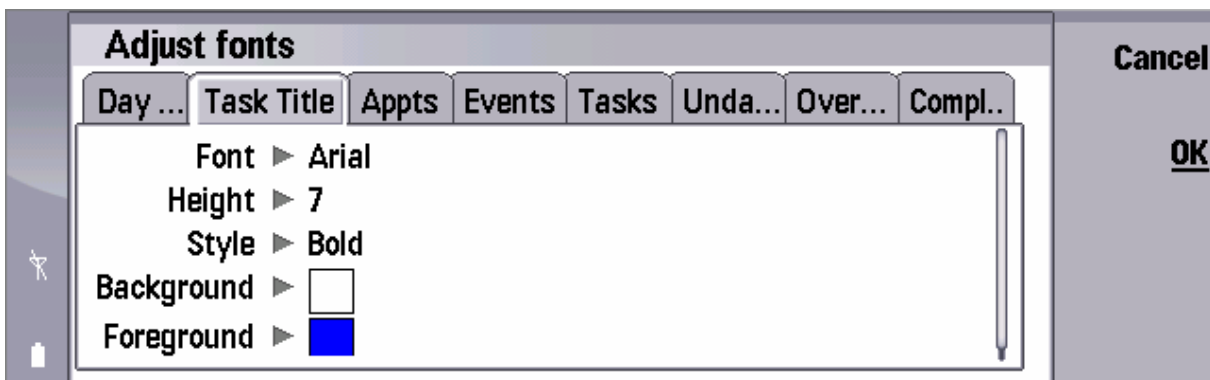 Adjust fonts
Cancel
Day ... Task Title Appts Events Tasks Unda... Over... Compl..
Font Arial
OK
Height 7
Style Bold
Background
Foreground